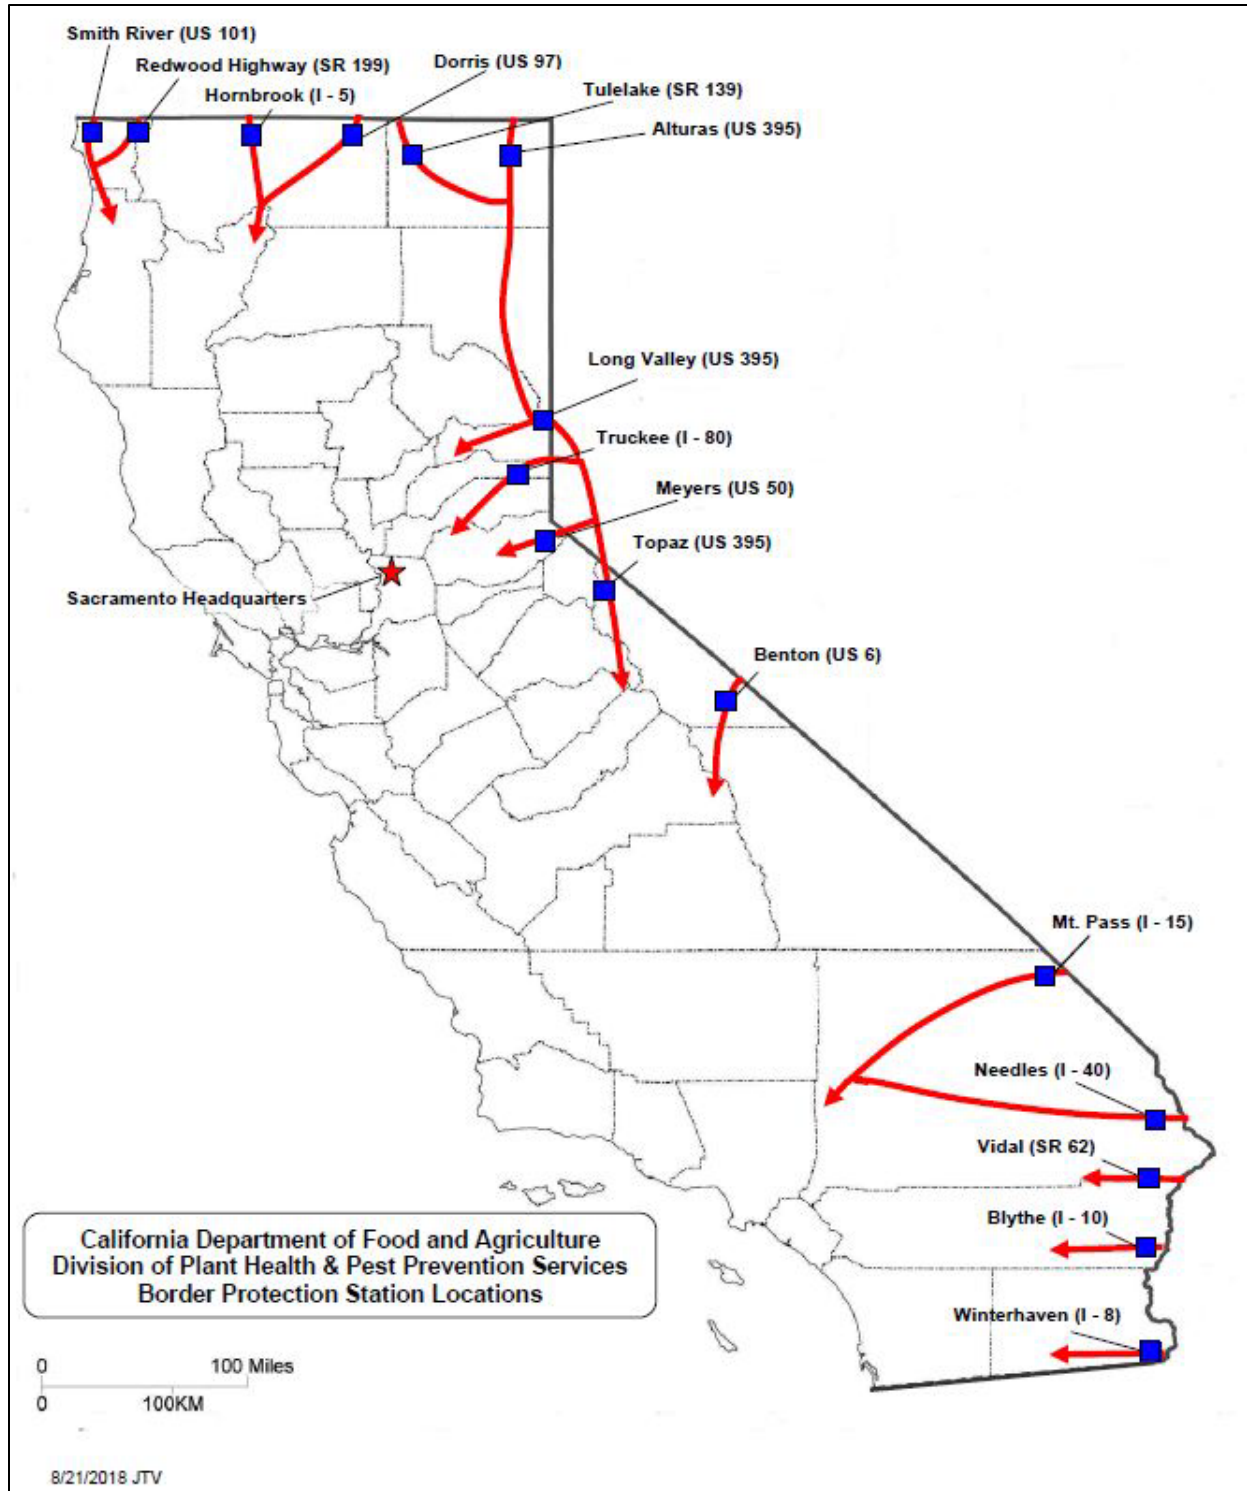 Smith River (US 101)
Redwood Highway (SR 199)
Hornbrook (I - 5)
Dorris (US 97)
Tulelake (SR 139)
Alturas (US 395)
Long Valley (US 395)
Truckee (I - 80)
Meyers (US 50)
Topaz (US 395)
Sacramento Headquarters
Benton (US 6)
Mt. Pass (I - 15)
Needles (I - 40)
Vidal (SR 62)
Blythe (I - 10)
Winterhaven (I - 8)
California Department of Food and Agriculture
Division of Plant Health & Pest Prevention Services
Border Protection Station Locations
0 100 Miles
0 100KM
8/21/2018 JTV